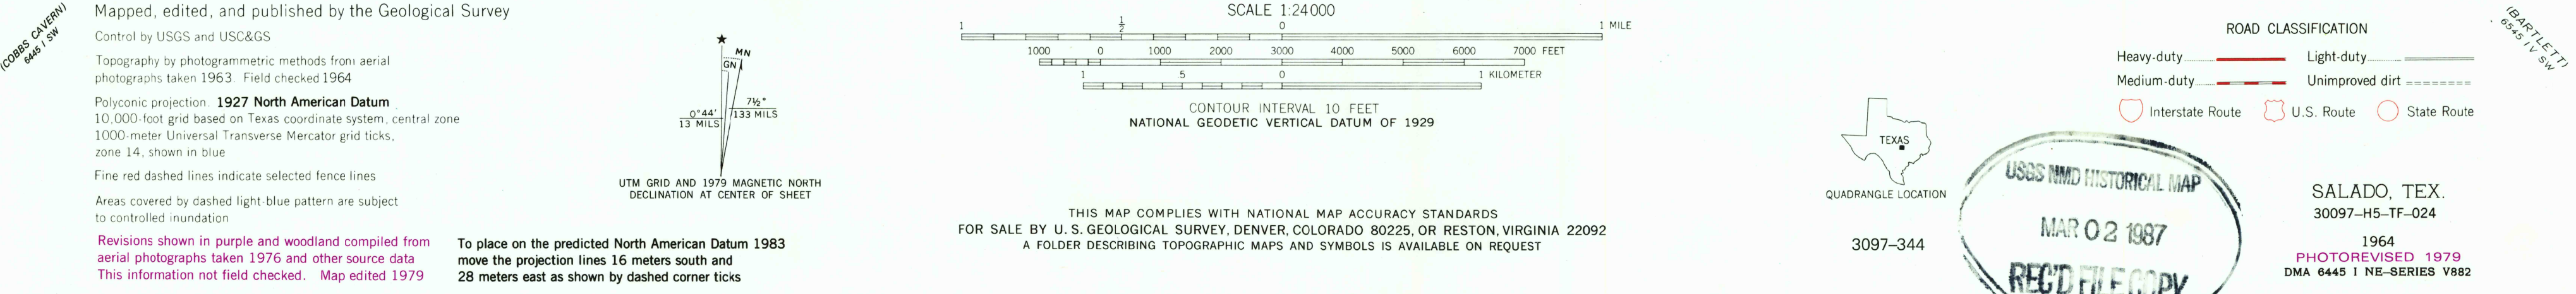 (COBBS CAVERN)
6445 I SW
Mapped, edited, and published by the Geological Survey
Control by USGS and USC&GS
Topography by photogrammetric methods from aerial
photographs taken 1963. Field checked 1964
Polyconic projection. 1927 North American Datum
10,000-foot grid based on Texas coordinate system, central zone
1000-meter Universal Transverse Mercator grid ticks,
zone 14, shown in blue
Fine red dashed lines indicate selected fence lines
Areas covered by dashed light-blue pattern are subject
to controlled inundation
Revisions shown in purple and woodland compiled from
aerial photographs taken 1976 and other source data
This information not field checked. Map edited 1979
To place on the predicted North American Datum 1983
move the projection lines 16 meters south and
28 meters east as shown by dashed corner ticks
★
MN
GN
0°44′
13 MILS
7½°
133 MILS
UTM GRID AND 1979 MAGNETIC NORTH
DECLINATION AT CENTER OF SHEET
SCALE 1:24000
1 ½ 0 1 MILE
1000 0 1000 2000 3000 4000 5000 6000 7000 FEET
1 .5 0 1 KILOMETER
CONTOUR INTERVAL 10 FEET
NATIONAL GEODETIC VERTICAL DATUM OF 1929
THIS MAP COMPLIES WITH NATIONAL MAP ACCURACY STANDARDS
FOR SALE BY U. S. GEOLOGICAL SURVEY, DENVER, COLORADO 80225, OR RESTON, VIRGINIA 22092
A FOLDER DESCRIBING TOPOGRAPHIC MAPS AND SYMBOLS IS AVAILABLE ON REQUEST
TEXAS
QUADRANGLE LOCATION
3097–344
ROAD CLASSIFICATION
Heavy-duty Light-duty
Medium-duty Unimproved dirt
Interstate Route U.S. Route State Route
(BARTLETT)
6545 IV SW
USGS NMD HISTORICAL MAP
MAR 02 1987
REC'D FILE COPY
SALADO, TEX.
30097–H5–TF–024
1964
PHOTOREVISED 1979
DMA 6445 I NE–SERIES V882